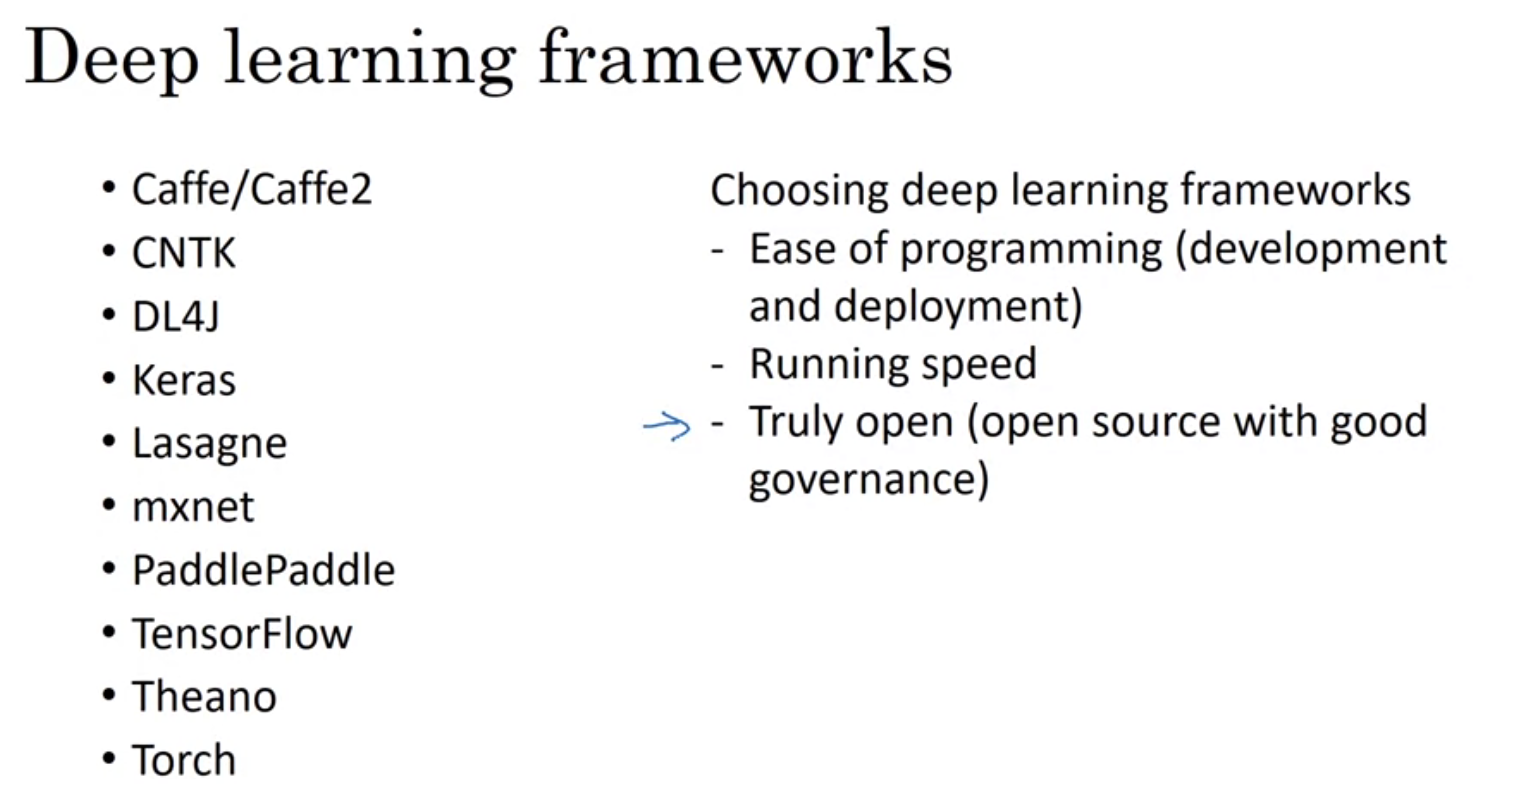 Deep learning frameworks
• Caffe/Caffe2
• CNTK
• DL4J
• Keras
• Lasagne
• mxnet
• PaddlePaddle
• TensorFlow
• Theano
• Torch
Choosing deep learning frameworks
- Ease of programming (development
and deployment)
- Running speed
- Truly open (open source with good
governance)